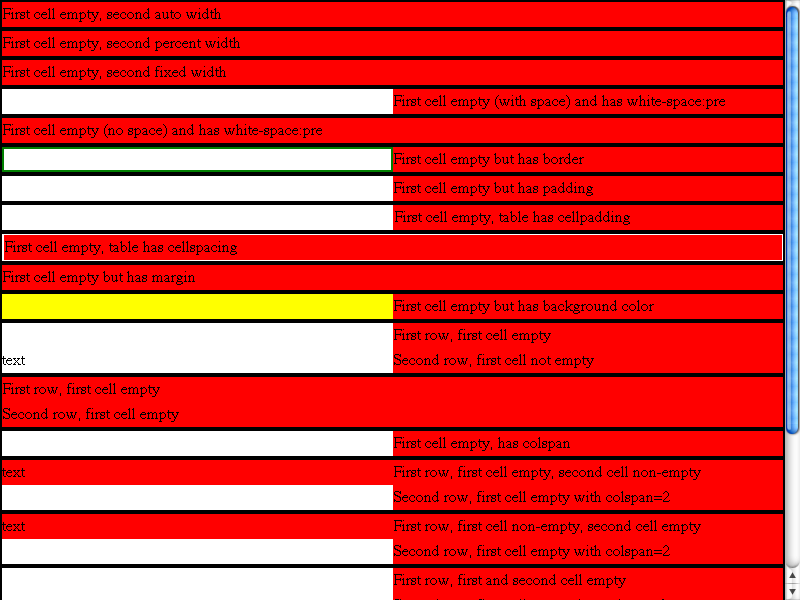 First cell empty, second auto width
First cell empty, second percent width
First cell empty, second fixed width
First cell empty (with space) and has white-space:pre
First cell empty (no space) and has white-space:pre
First cell empty but has border
First cell empty but has padding
First cell empty, table has cellpadding
First cell empty, table has cellspacing
First cell empty but has margin
First cell empty but has background color
First row, first cell empty
text Second row, first cell not empty
First row, first cell empty
Second row, first cell empty
First cell empty, has colspan
text First row, first cell empty, second cell non-empty
Second row, first cell empty with colspan=2
text First row, first cell non-empty, second cell empty
Second row, first cell empty with colspan=2
First row, first and second cell empty